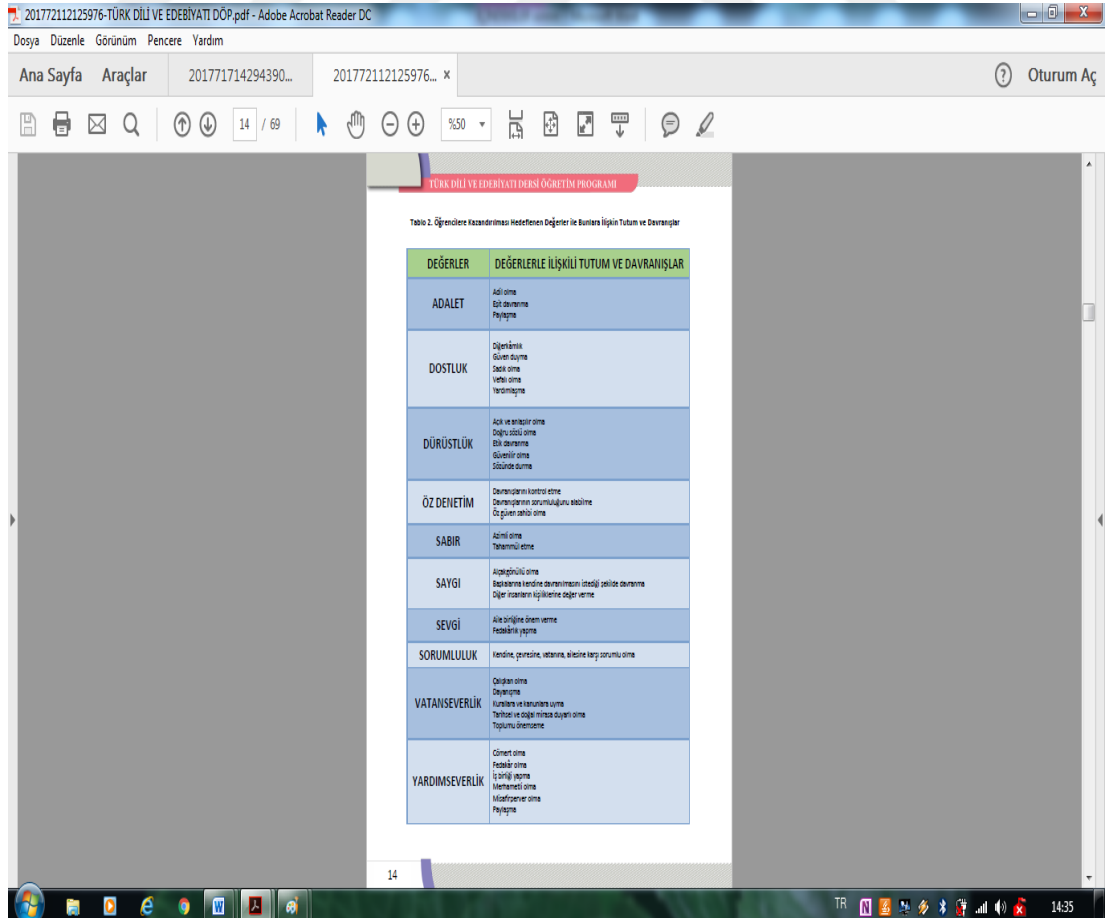 201772112125976-TÜRK DİLİ VE EDEBİYATI DÖP.pdf - Adobe Acrobat Reader DC
Dosya Düzenle Görünüm Pencere Yardım
Ana Sayfa Araçlar 201771714294390... 201772112125976... × ? Oturum Aç
14 / 69 %50
TÜRK DİLİ VE EDEBİYATI DERSİ ÖĞRETİM PROGRAMI
Tablo 2. Öğrencilere Kazandırılması Hedeflenen Değerler ile Bunlara İlişkin Tutum ve Davranışlar
DEĞERLER DEĞERLERLE İLİŞKİLİ TUTUM VE DAVRANIŞLAR
ADALET
Adil olma
Eşit davranma
Paylaşma
DOSTLUK
Diğerkâmlık
Güven duyma
Sadık olma
Vefalı olma
Yardımlaşma
DÜRÜSTLÜK
Açık ve anlaşılır olma
Doğru sözlü olma
Etik davranma
Güvenilir olma
Sözünde durma
ÖZ DENETİM
Davranışlarını kontrol etme
Davranışlarının sorumluluğunu alabilme
Öz güven sahibi olma
SABIR
Azimli olma
Tahammül etme
SAYGI
Alçakgönüllü olma
Başkalarına kendine davranılmasını istediği şekilde davranma
Diğer insanların kişiliklerine değer verme
SEVGİ
Aile birliğine önem verme
Fedakârlık yapma
SORUMLULUK
Kendine, çevresine, vatanına, ailesine karşı sorumlu olma
VATANSEVERLİK
Çalışkan olma
Dayanışma
Kurallara ve kanunlara uyma
Tarihsel ve doğal mirasa duyarlı olma
Toplumu önemseme
YARDIMSEVERLİK
Cömert olma
Fedakâr olma
İş birliği yapma
Merhametli olma
Misafirperver olma
Paylaşma
14
TR 14:35